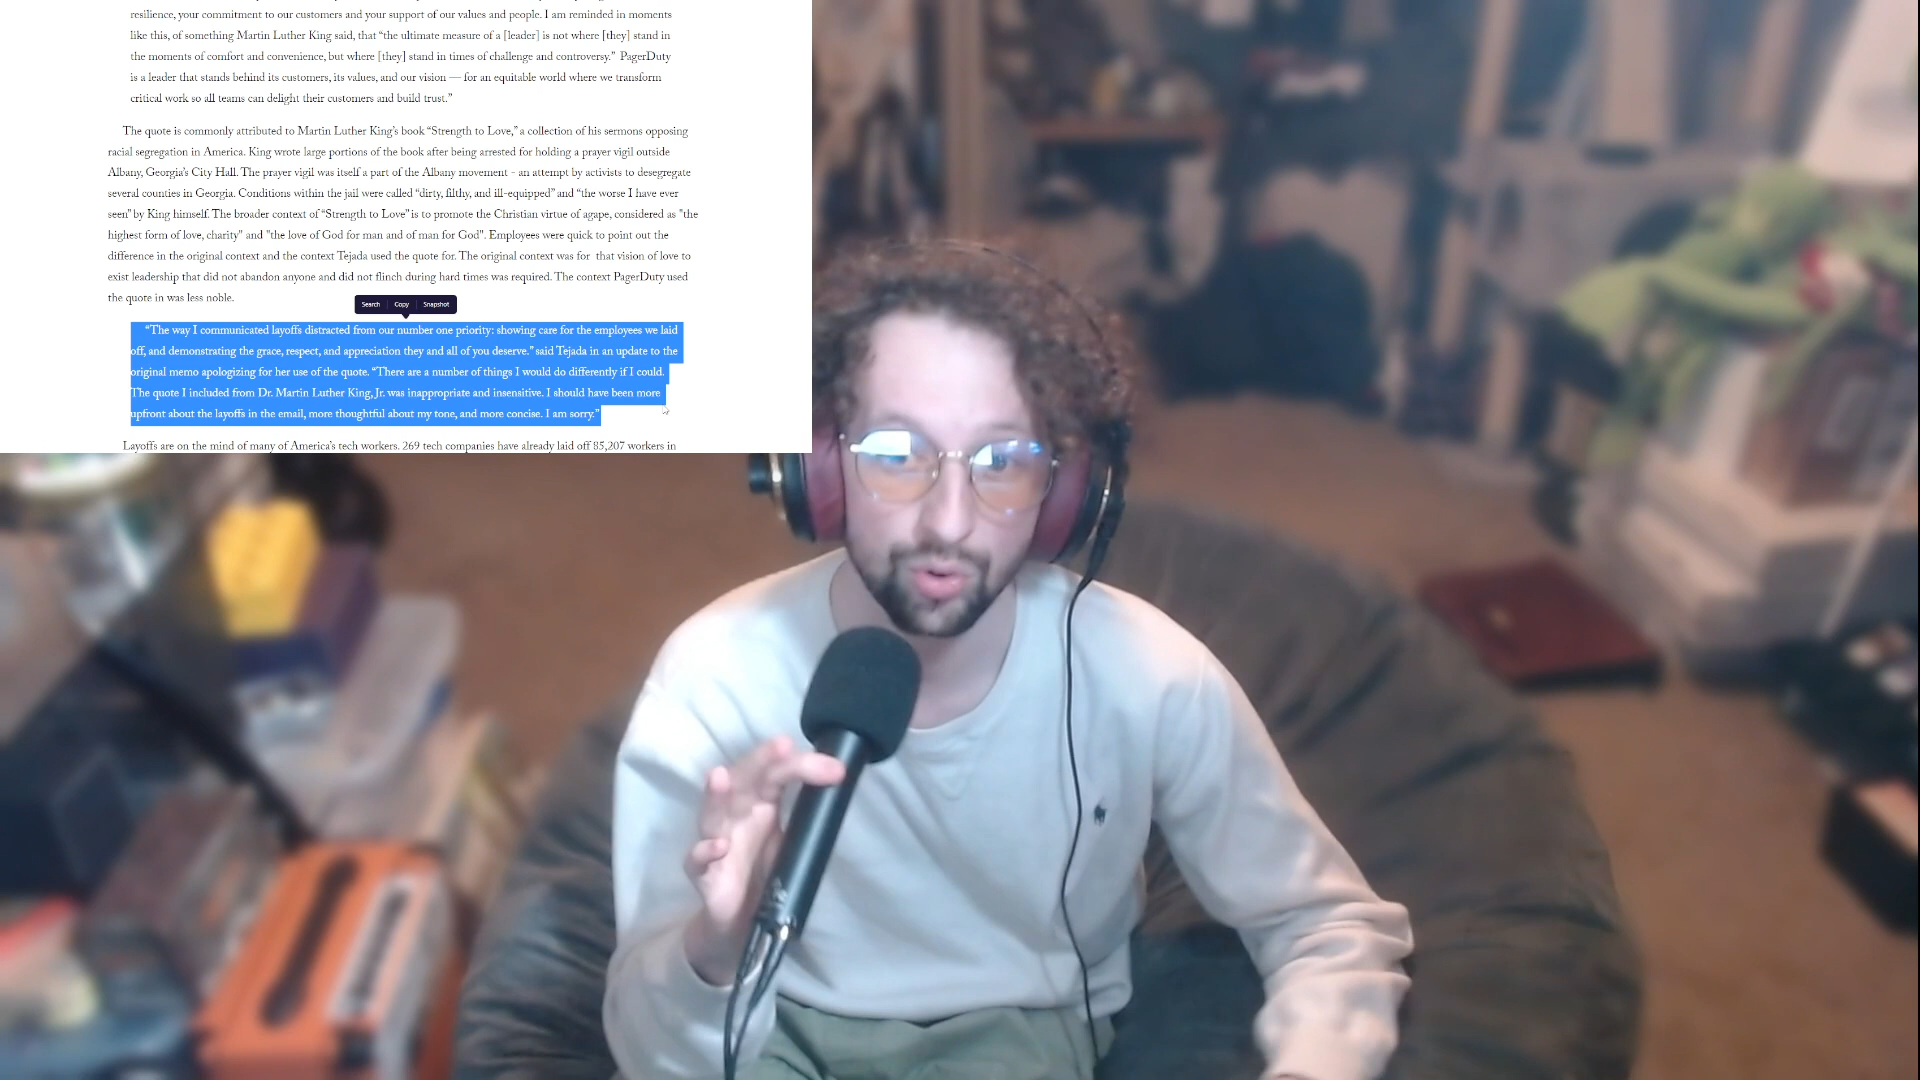 resilience, your commitment to our customers and your support of our values and people. I am reminded in moments
like this, of something Martin Luther King said, that “the ultimate measure of a [leader] is not where [they] stand in
the moments of comfort and convenience, but where [they] stand in times of challenge and controversy.”  PagerDuty
is a leader that stands behind its customers, its values, and our vision — for an equitable world where we transform
critical work so all teams can delight their customers and build trust.”
The quote is commonly attributed to Martin Luther King’s book “Strength to Love,” a collection of his sermons opposing
racial segregation in America. King wrote large portions of the book after being arrested for holding a prayer vigil outside
Albany, Georgia’s City Hall. The prayer vigil was itself a part of the Albany movement - an attempt by activists to desegregate
several counties in Georgia. Conditions within the jail were called “dirty, filthy, and ill-equipped” and “the worse I have ever
seen” by King himself. The broader context of “Strength to Love” is to promote the Christian virtue of agape, considered as "the
highest form of love, charity" and "the love of God for man and of man for God". Employees were quick to point out the
difference in the original context and the context Tejada used the quote for. The original context was for  that vision of love to
exist leadership that did not abandon anyone and did not flinch during hard times was required. The context PagerDuty used
the quote in was less noble.
Search Copy Snapshot
“The way I communicated layoffs distracted from our number one priority: showing care for the employees we laid
off, and demonstrating the grace, respect, and appreciation they and all of you deserve.” said Tejada in an update to the
original memo apologizing for her use of the quote. “There are a number of things I would do differently if I could.
The quote I included from Dr. Martin Luther King, Jr. was inappropriate and insensitive. I should have been more
upfront about the layoffs in the email, more thoughtful about my tone, and more concise. I am sorry.”
Layoffs are on the mind of many of America’s tech workers. 269 tech companies have already laid off 85,207 workers in